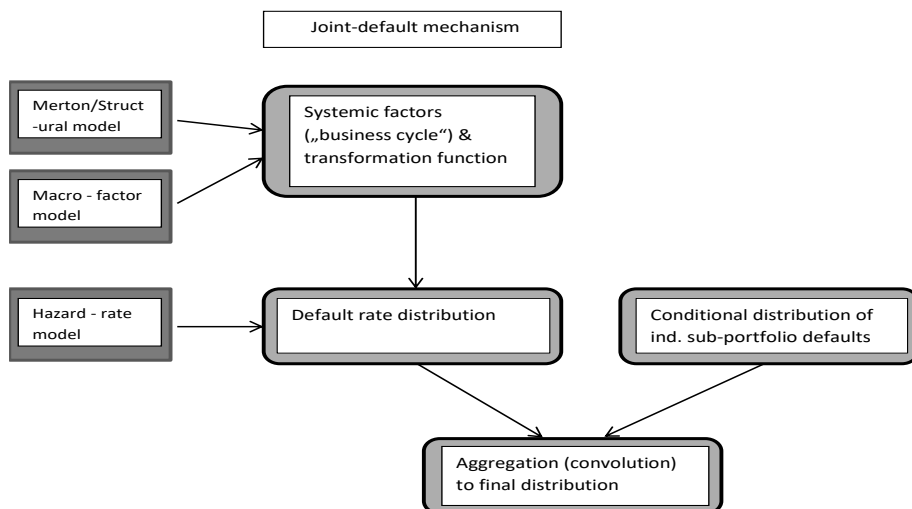 Joint-default mechanism
Merton/Struct
-ural model
Systemic factors
(„business cycle“) &
transformation function
Macro - factor
model
Hazard - rate
model
Default rate distribution
Conditional distribution of
ind. sub-portfolio defaults
Aggregation (convolution)
to final distribution